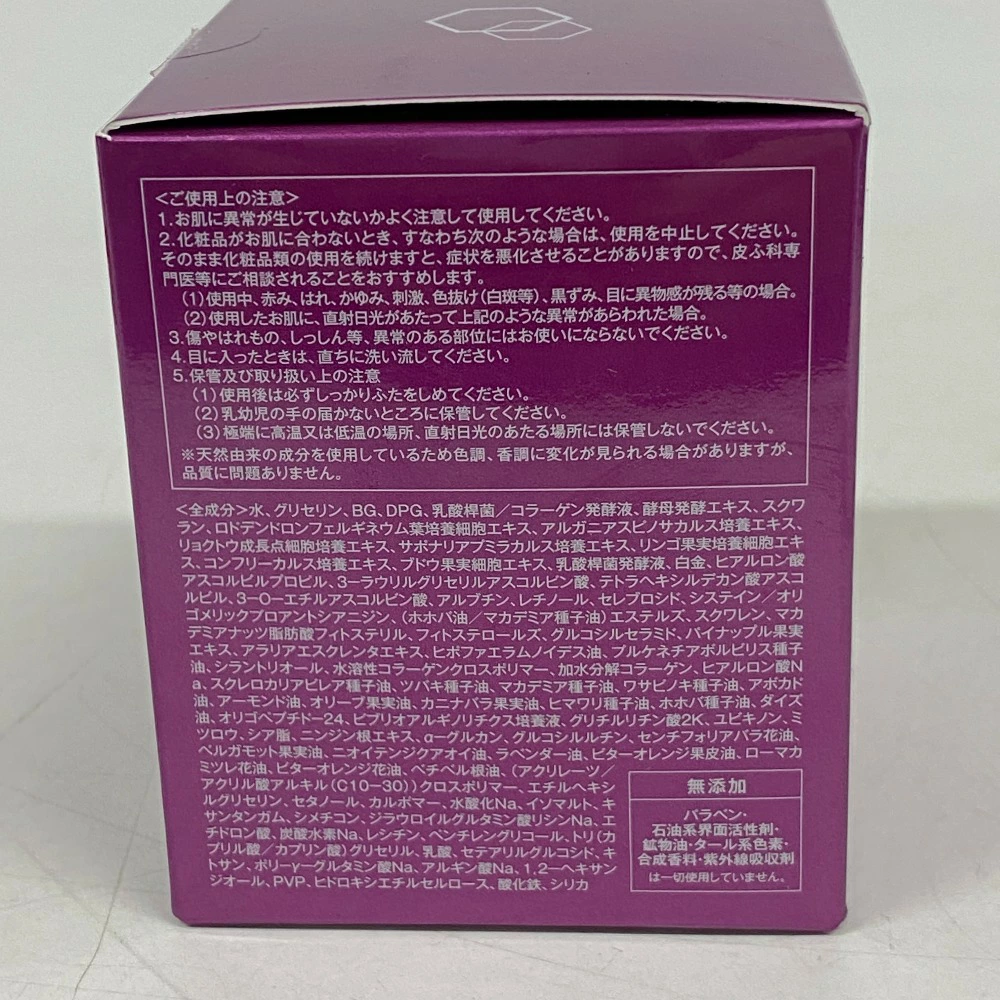 <ご使用上の注意>
1.お肌に異常が生じていないかよく注意して使用してください。
2.化粧品がお肌に合わないとき、すなわち次のような場合は、使用を中止してください。
そのまま化粧品類の使用を続けますと、症状を悪化させることがありますので、皮ふ科専
門医等にご相談されることをおすすめします。
(1)使用中、赤み、はれ、かゆみ、刺激、色抜け(白斑等)、黒ずみ、目に異物感が残る等の場合。
(2)使用したお肌に、直射日光があたって上記のような異常があらわれた場合。
3.傷やはれもの、しっしん等、異常のある部位にはお使いにならないでください。
4.目に入ったときは、直ちに洗い流してください。
5.保管及び取り扱い上の注意
(1)使用後は必ずしっかりふたをしめてください。
(2)乳幼児の手の届かないところに保管してください。
(3)極端に高温又は低温の場所、直射日光のあたる場所には保管しないでください。
※天然由来の成分を使用しているため色調、香調に変化が見られる場合がありますが、
品質に問題ありません。
<全成分>水、グリセリン、BG、DPG、乳酸桿菌/コラーゲン発酵液、酵母発酵エキス、スクワ
ラン、ロドデンドロンフェルギネウム葉培養細胞エキス、アルガニアスピノサカルス培養エキス、
リョクトウ成長点細胞培養エキス、サポナリアプミラカルス培養エキス、リンゴ果実培養細胞エキ
ス、コンフリーカルス培養エキス、ブドウ果実細胞エキス、乳酸桿菌発酵液、白金、ヒアルロン酸
アスコルビルプロピル、3-ラウリルグリセリルアスコルビン酸、テトラヘキシルデカン酸アスコ
ルビル、3-O-エチルアスコルビン酸、アルブチン、レチノール、セレブロシド、システイン/オリ
ゴメリックプロアントシアニジン、(ホホバ油/マカデミア種子油)エステルズ、スクワレン、マカ
デミアナッツ脂肪酸フィトステリル、フィトステロールズ、グルコシルセラミド、パイナップル果実
エキス、アラリアエスクレンタエキス、ヒポファエラムノイデス油、プルケネチアボルビリス種子
油、シラントリオール、水溶性コラーゲンクロスポリマー、加水分解コラーゲン、ヒアルロン酸N
a、スクレロカリアビレア種子油、ツバキ種子油、マカデミア種子油、ワサビノキ種子油、アボカド
油、アーモンド油、オリーブ果実油、カニナバラ果実油、ヒマワリ種子油、ホホバ種子油、ダイズ
油、オリゴペプチド-24、ビブリオアルギノリチクス培養液、グリチルリチン酸2K、ユビキノン、ミ
ツロウ、シア脂、ニンジン根エキス、α-グルカン、グルコシルルチン、センチフォリアバラ花油、
ベルガモット果実油、ニオイテンジクアオイ油、ラベンダー油、ビターオレンジ果皮油、ローマカ
ミツレ花油、ビターオレンジ花油、ベチベル根油、(アクリレーツ/
アクリル酸アルキル(C10-30))クロスポリマー、エチルヘキシ
ルグリセリン、セタノール、カルボマー、水酸化Na、イソマルト、キ
サンタンガム、シメチコン、ジラウロイルグルタミン酸リシンNa、エ
チドロン酸、炭酸水素Na、レシチン、ペンチレングリコール、トリ(カ
プリル酸/カプリン酸)グリセリル、乳酸、セテアリルグルコシド、キ
トサン、ポリ-γ-グルタミン酸Na、アルギン酸Na、1,2-ヘキサン
ジオール、PVP、ヒドロキシエチルセルロース、酸化鉄、シリカ
無添加
パラベン・
石油系界面活性剤・
鉱物油・タール系色素・
合成香料・紫外線吸収剤
は一切使用していません。